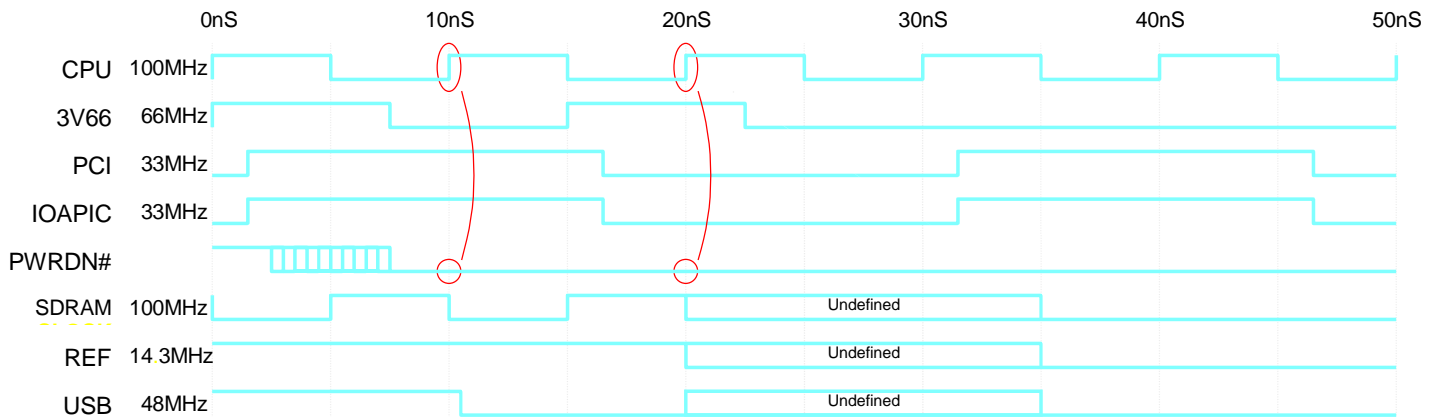 0nS 10nS 20nS 30nS 40nS 50nS
CPU 100MHz
3V66 66MHz
PCI 33MHz
IOAPIC 33MHz
PWRDN#
SDRAM 100MHz Undefined
REF 14.3MHz Undefined
USB 48MHz Undefined